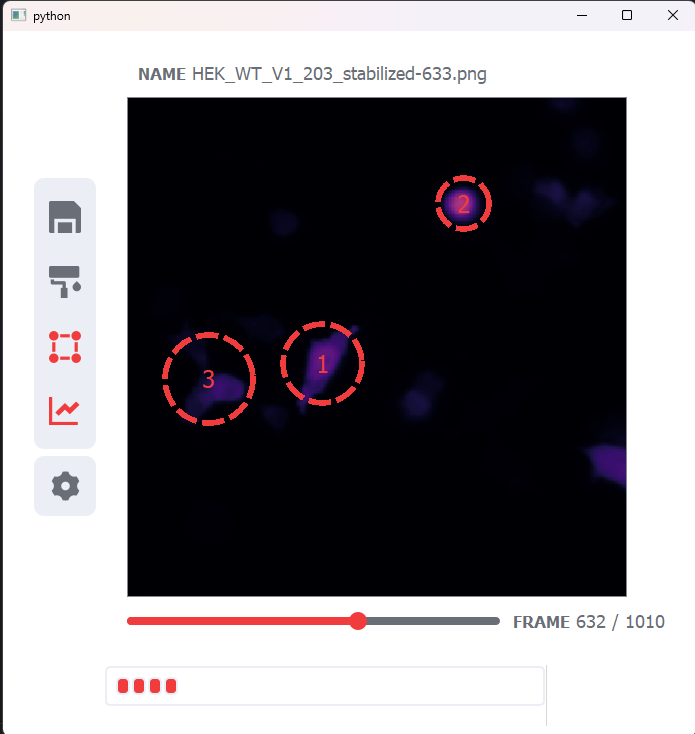 python
NAME HEK_WT_V1_203_stabilized-633.png
2
1
3
FRAME 632 / 1010